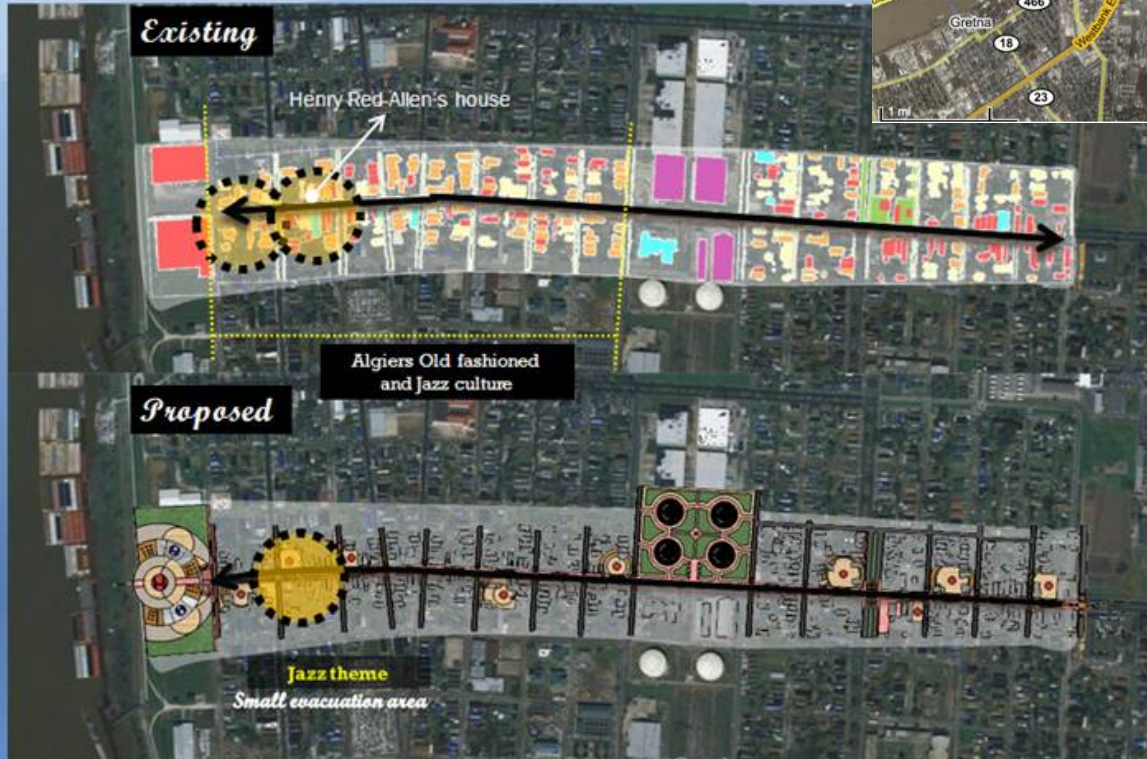 Existing
Henry Red Allen's house
Gretna
466
18
Westbank E
23
1 mi
Algiers Old fashioned
and Jazz culture
Proposed
Jazz theme
Small evacuation area